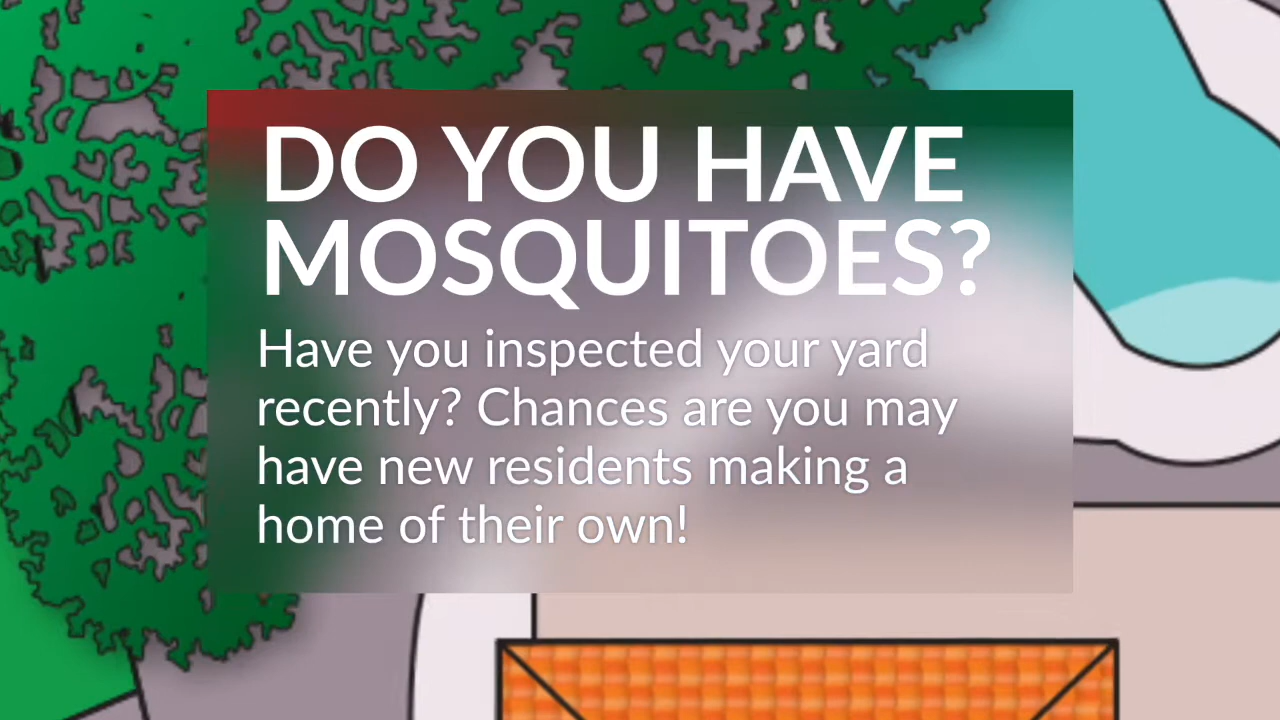 DO YOU HAVE
MOSQUITOES?
Have you inspected your yard
recently? Chances are you may
have new residents making a
home of their own!